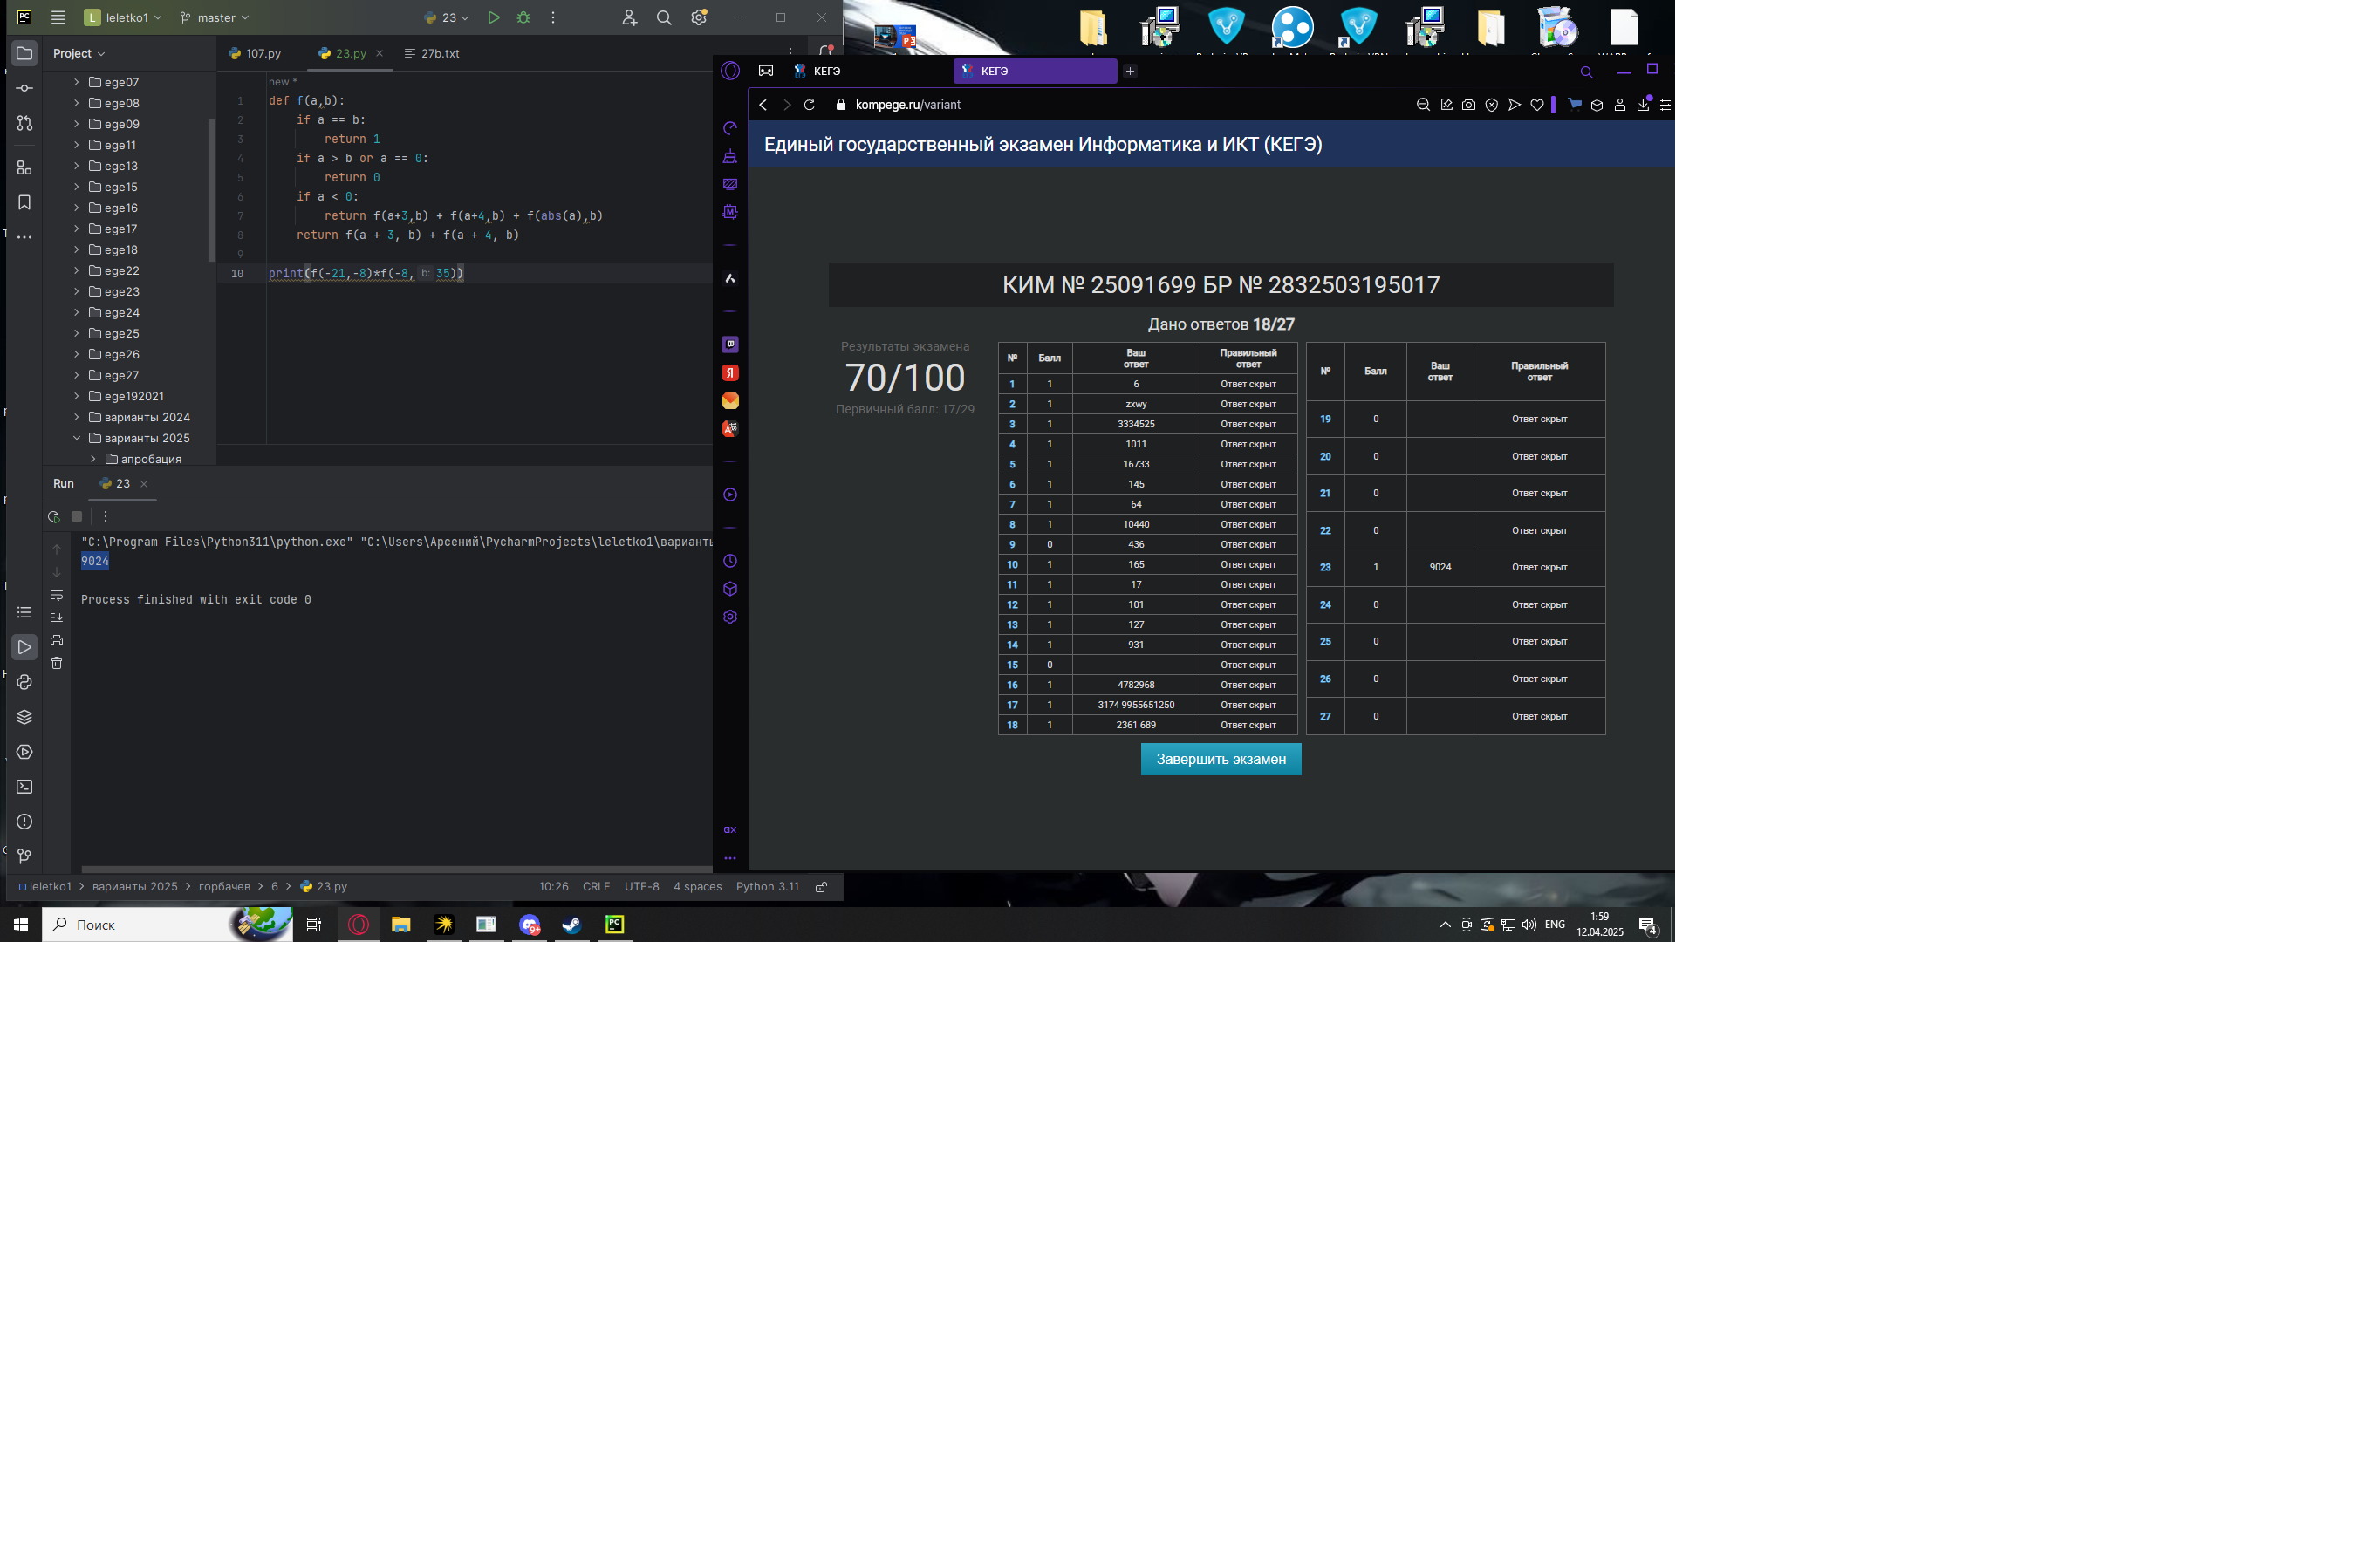 leletko1
master
23
Project
107.py
23.py
27b.txt
ege07
ege08
ege09
ege11
ege13
ege15
ege16
ege17
ege18
ege22
ege23
ege24
ege25
ege26
ege27
ege192021
варианты 2024
варианты 2025
апробация
new *
1 def f(a,b):
2 if a == b:
3 return 1
4 if a > b or a == 0:
5 return 0
6 if a < 0:
7 return f(a+3,b) + f(a+4,b) + f(abs(a),b)
8 return f(a + 3, b) + f(a + 4, b)
9
10 print(f(-21,-8)*f(-8, b: 35))
Run 23
"C:\Program Files\Python311\python.exe" "C:\Users\Арсений\PycharmProjects\leletko1\варианты
9024
Process finished with exit code 0
leletko1 > варианты 2025 > горбачев > 6 > 23.py
10:26 CRLF UTF-8 4 spaces Python 3.11
КЕГЭ
КЕГЭ
kompege.ru/variant
Единый государственный экзамен Информатика и ИКТ (КЕГЭ)
КИМ № 25091699 БР № 2832503195017
Дано ответов 18/27
Результаты экзамена
70/100
Первичный балл: 17/29
№ Балл Ваш ответ Правильный ответ
1 1 6 Ответ скрыт
2 1 zxwy Ответ скрыт
3 1 3334525 Ответ скрыт
4 1 1011 Ответ скрыт
5 1 16733 Ответ скрыт
6 1 145 Ответ скрыт
7 1 64 Ответ скрыт
8 1 10440 Ответ скрыт
9 0 436 Ответ скрыт
10 1 165 Ответ скрыт
11 1 17 Ответ скрыт
12 1 101 Ответ скрыт
13 1 127 Ответ скрыт
14 1 931 Ответ скрыт
15 0 Ответ скрыт
16 1 4782968 Ответ скрыт
17 1 3174 9955651250 Ответ скрыт
18 1 2361 689 Ответ скрыт
№ Балл Ваш ответ Правильный ответ
19 0 Ответ скрыт
20 0 Ответ скрыт
21 0 Ответ скрыт
22 0 Ответ скрыт
23 1 9024 Ответ скрыт
24 0 Ответ скрыт
25 0 Ответ скрыт
26 0 Ответ скрыт
27 0 Ответ скрыт
Завершить экзамен
GX
Поиск
ENG
1:59
12.04.2025
4